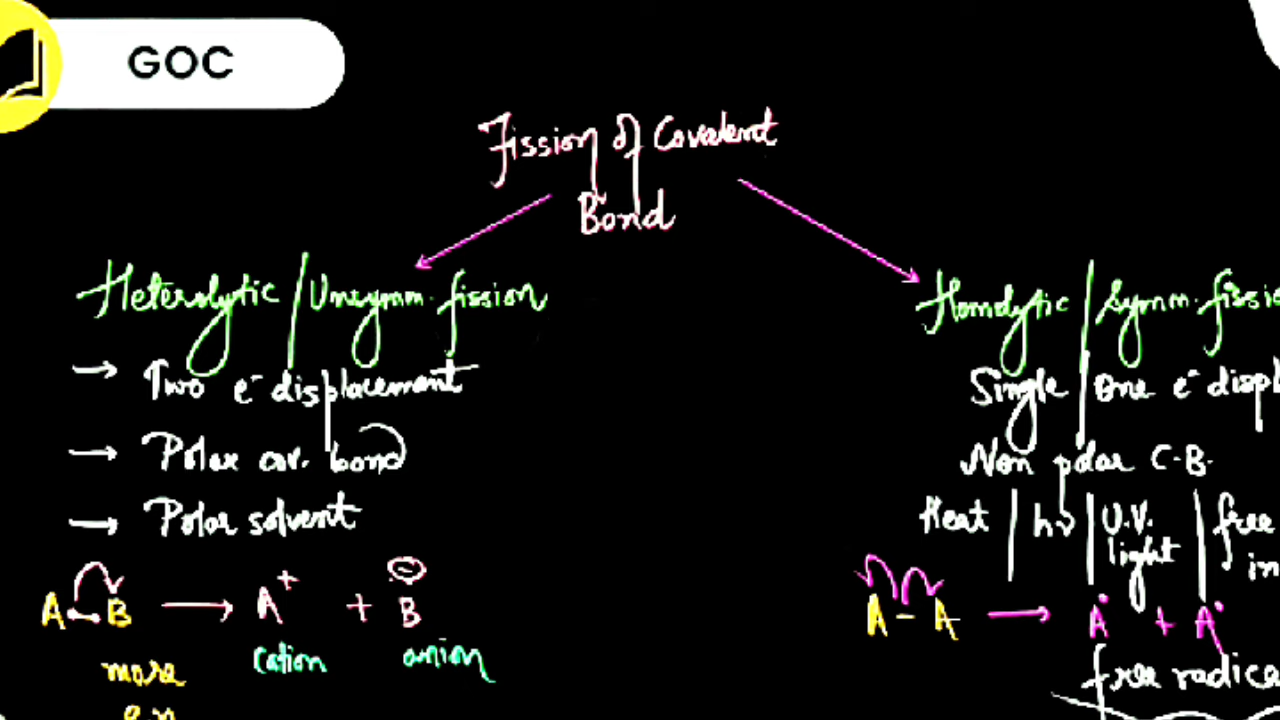 GOC
Fission of Covalent
Bond
Heterolytic / Unsymm. fission
→ Two e⁻ displacement
→ Polar cov. bond
→ Polar solvent
A–B → A⁺ + B⊖
cation anion
more
e.n
Homolytic / Symm. fissio
Single / One e⁻ displ
Non polar C.B.
Heat | hν | U.V. light | free in
A – A → A• + A•
free radica